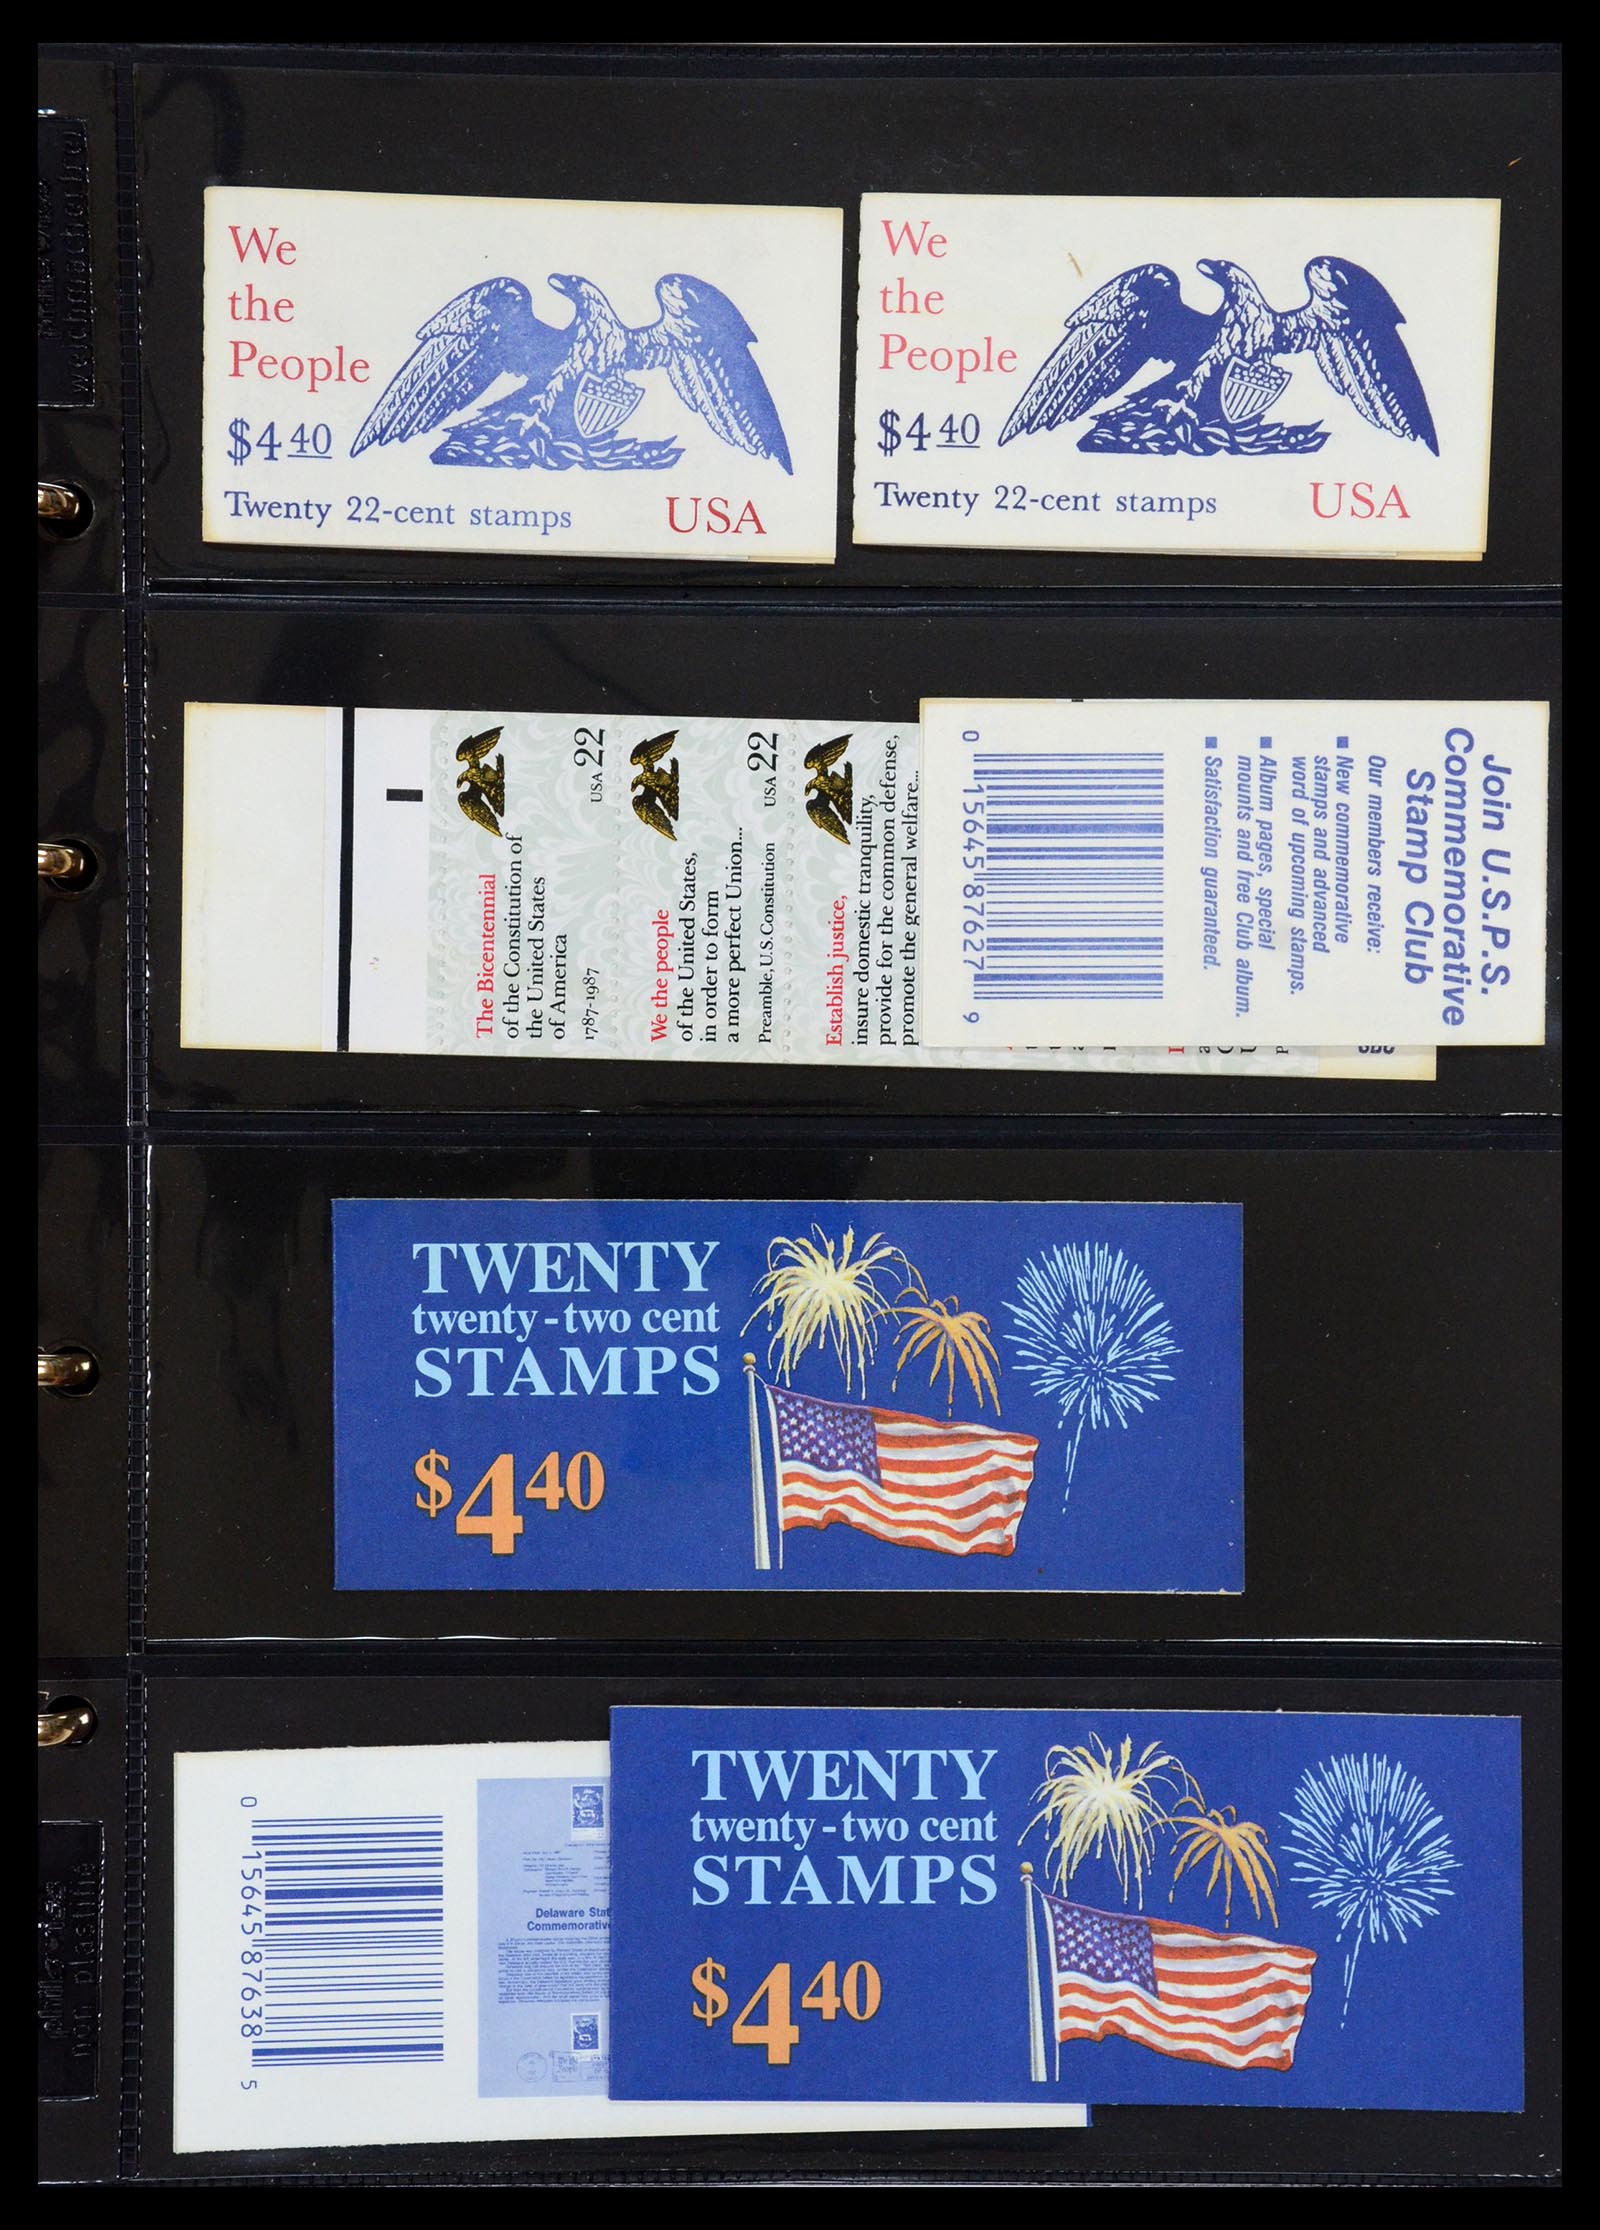 We
the
People
$4 40
Twenty 22-cent stamps
USA
We
the
People
$4 40
Twenty 22-cent stamps
USA
weichmacherfrei
USA 22
The Bicentennial
of the Constitution of
the United States
of America
1787-1987
USA 22
We the people
of the United States,
in order to form
a more perfect Union...
Preamble, U.S. Constitution
Establish justice,
insure domestic tranquility,
provide for the common defense,
promote the general welfare...
Join U.S.P.S.
Commemorative
Stamp Club
Our members receive:
■ New commemorative
stamps and advanced
word of upcoming stamps.
■ Album pages, special
mounts and free Club album.
■ Satisfaction guaranteed.
0 15645 87627 9
TWENTY
twenty-two cent
STAMPS
$4 40
0 15645 87638 5
Delaware
Commemorative
TWENTY
twenty-two cent
STAMPS
$4 40
non plastifié